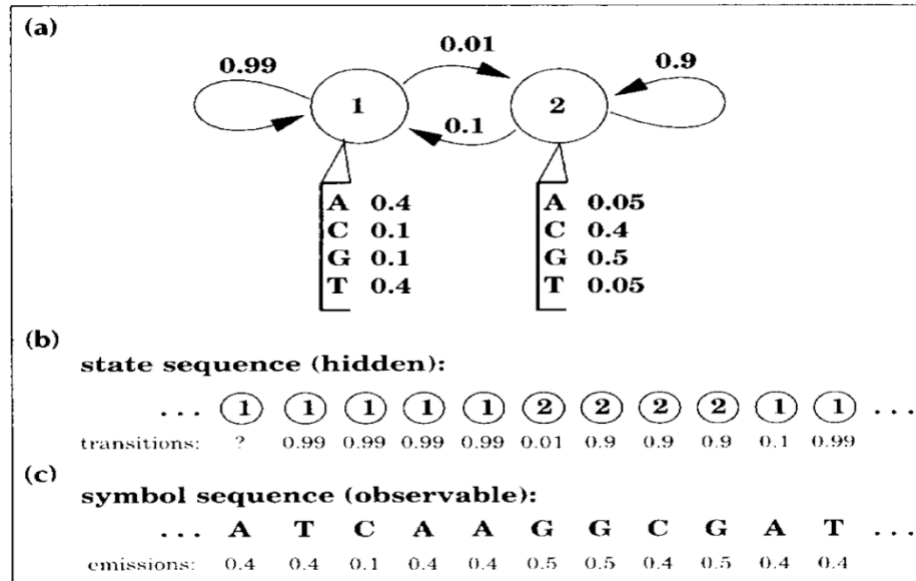 (a)
0.99
0.01
0.9
1
2
0.1
A 0.4
C 0.1
G 0.1
T 0.4
A 0.05
C 0.4
G 0.5
T 0.05
(b)
state sequence (hidden):
... 1 1 1 1 1 2 2 2 2 1 1 ...
transitions: ? 0.99 0.99 0.99 0.99 0.01 0.9 0.9 0.9 0.1 0.99
(c)
symbol sequence (observable):
... A T C A A G G C G A T ...
emissions: 0.4 0.4 0.1 0.4 0.4 0.5 0.5 0.4 0.5 0.4 0.4